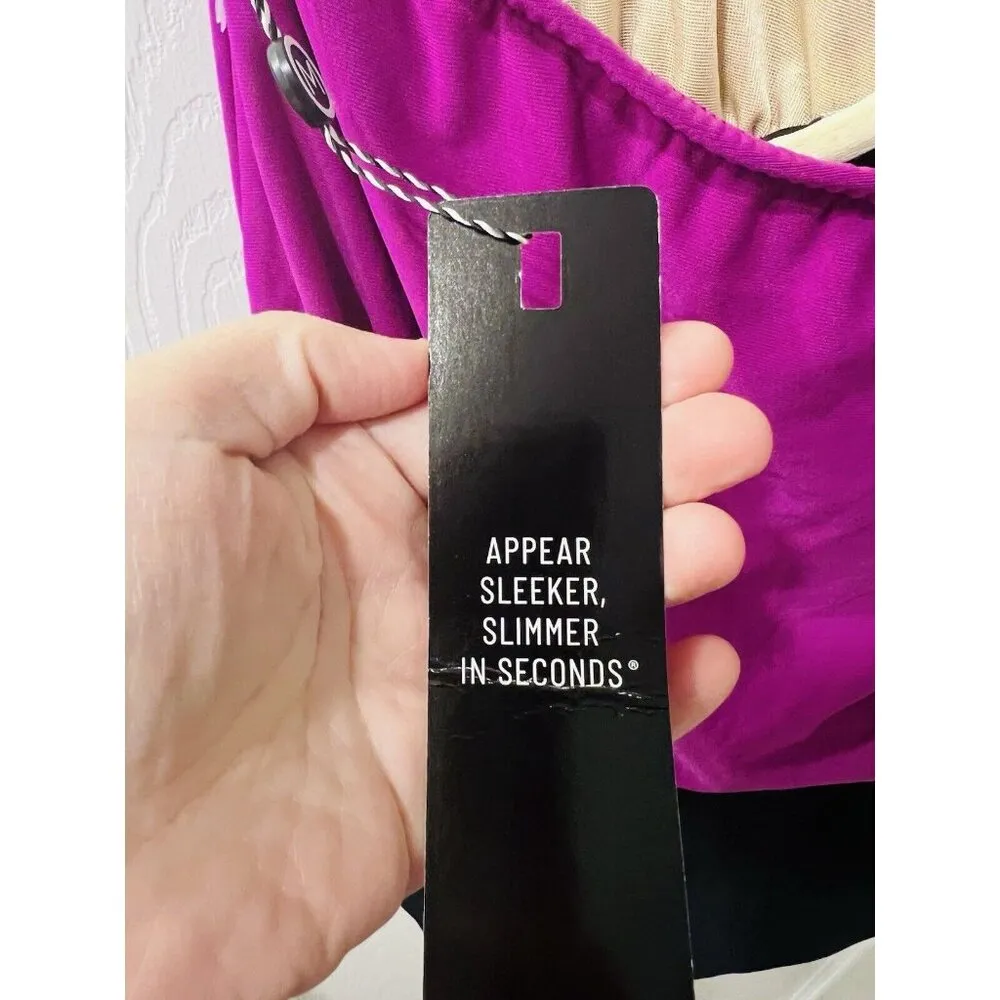 M
APPEAR
SLEEKER,
SLIMMER
IN SECONDS®